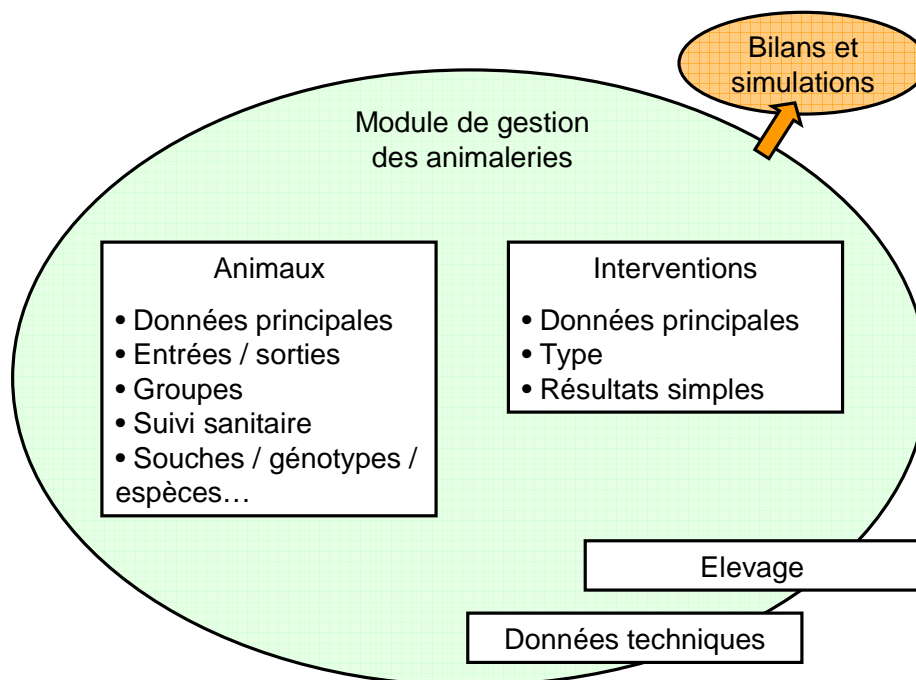 Bilans et
simulations
Module de gestion
des animaleries
Animaux
• Données principales
• Entrées / sorties
• Groupes
• Suivi sanitaire
• Souches / génotypes /
espèces…
Interventions
• Données principales
• Type
• Résultats simples
Elevage
Données techniques